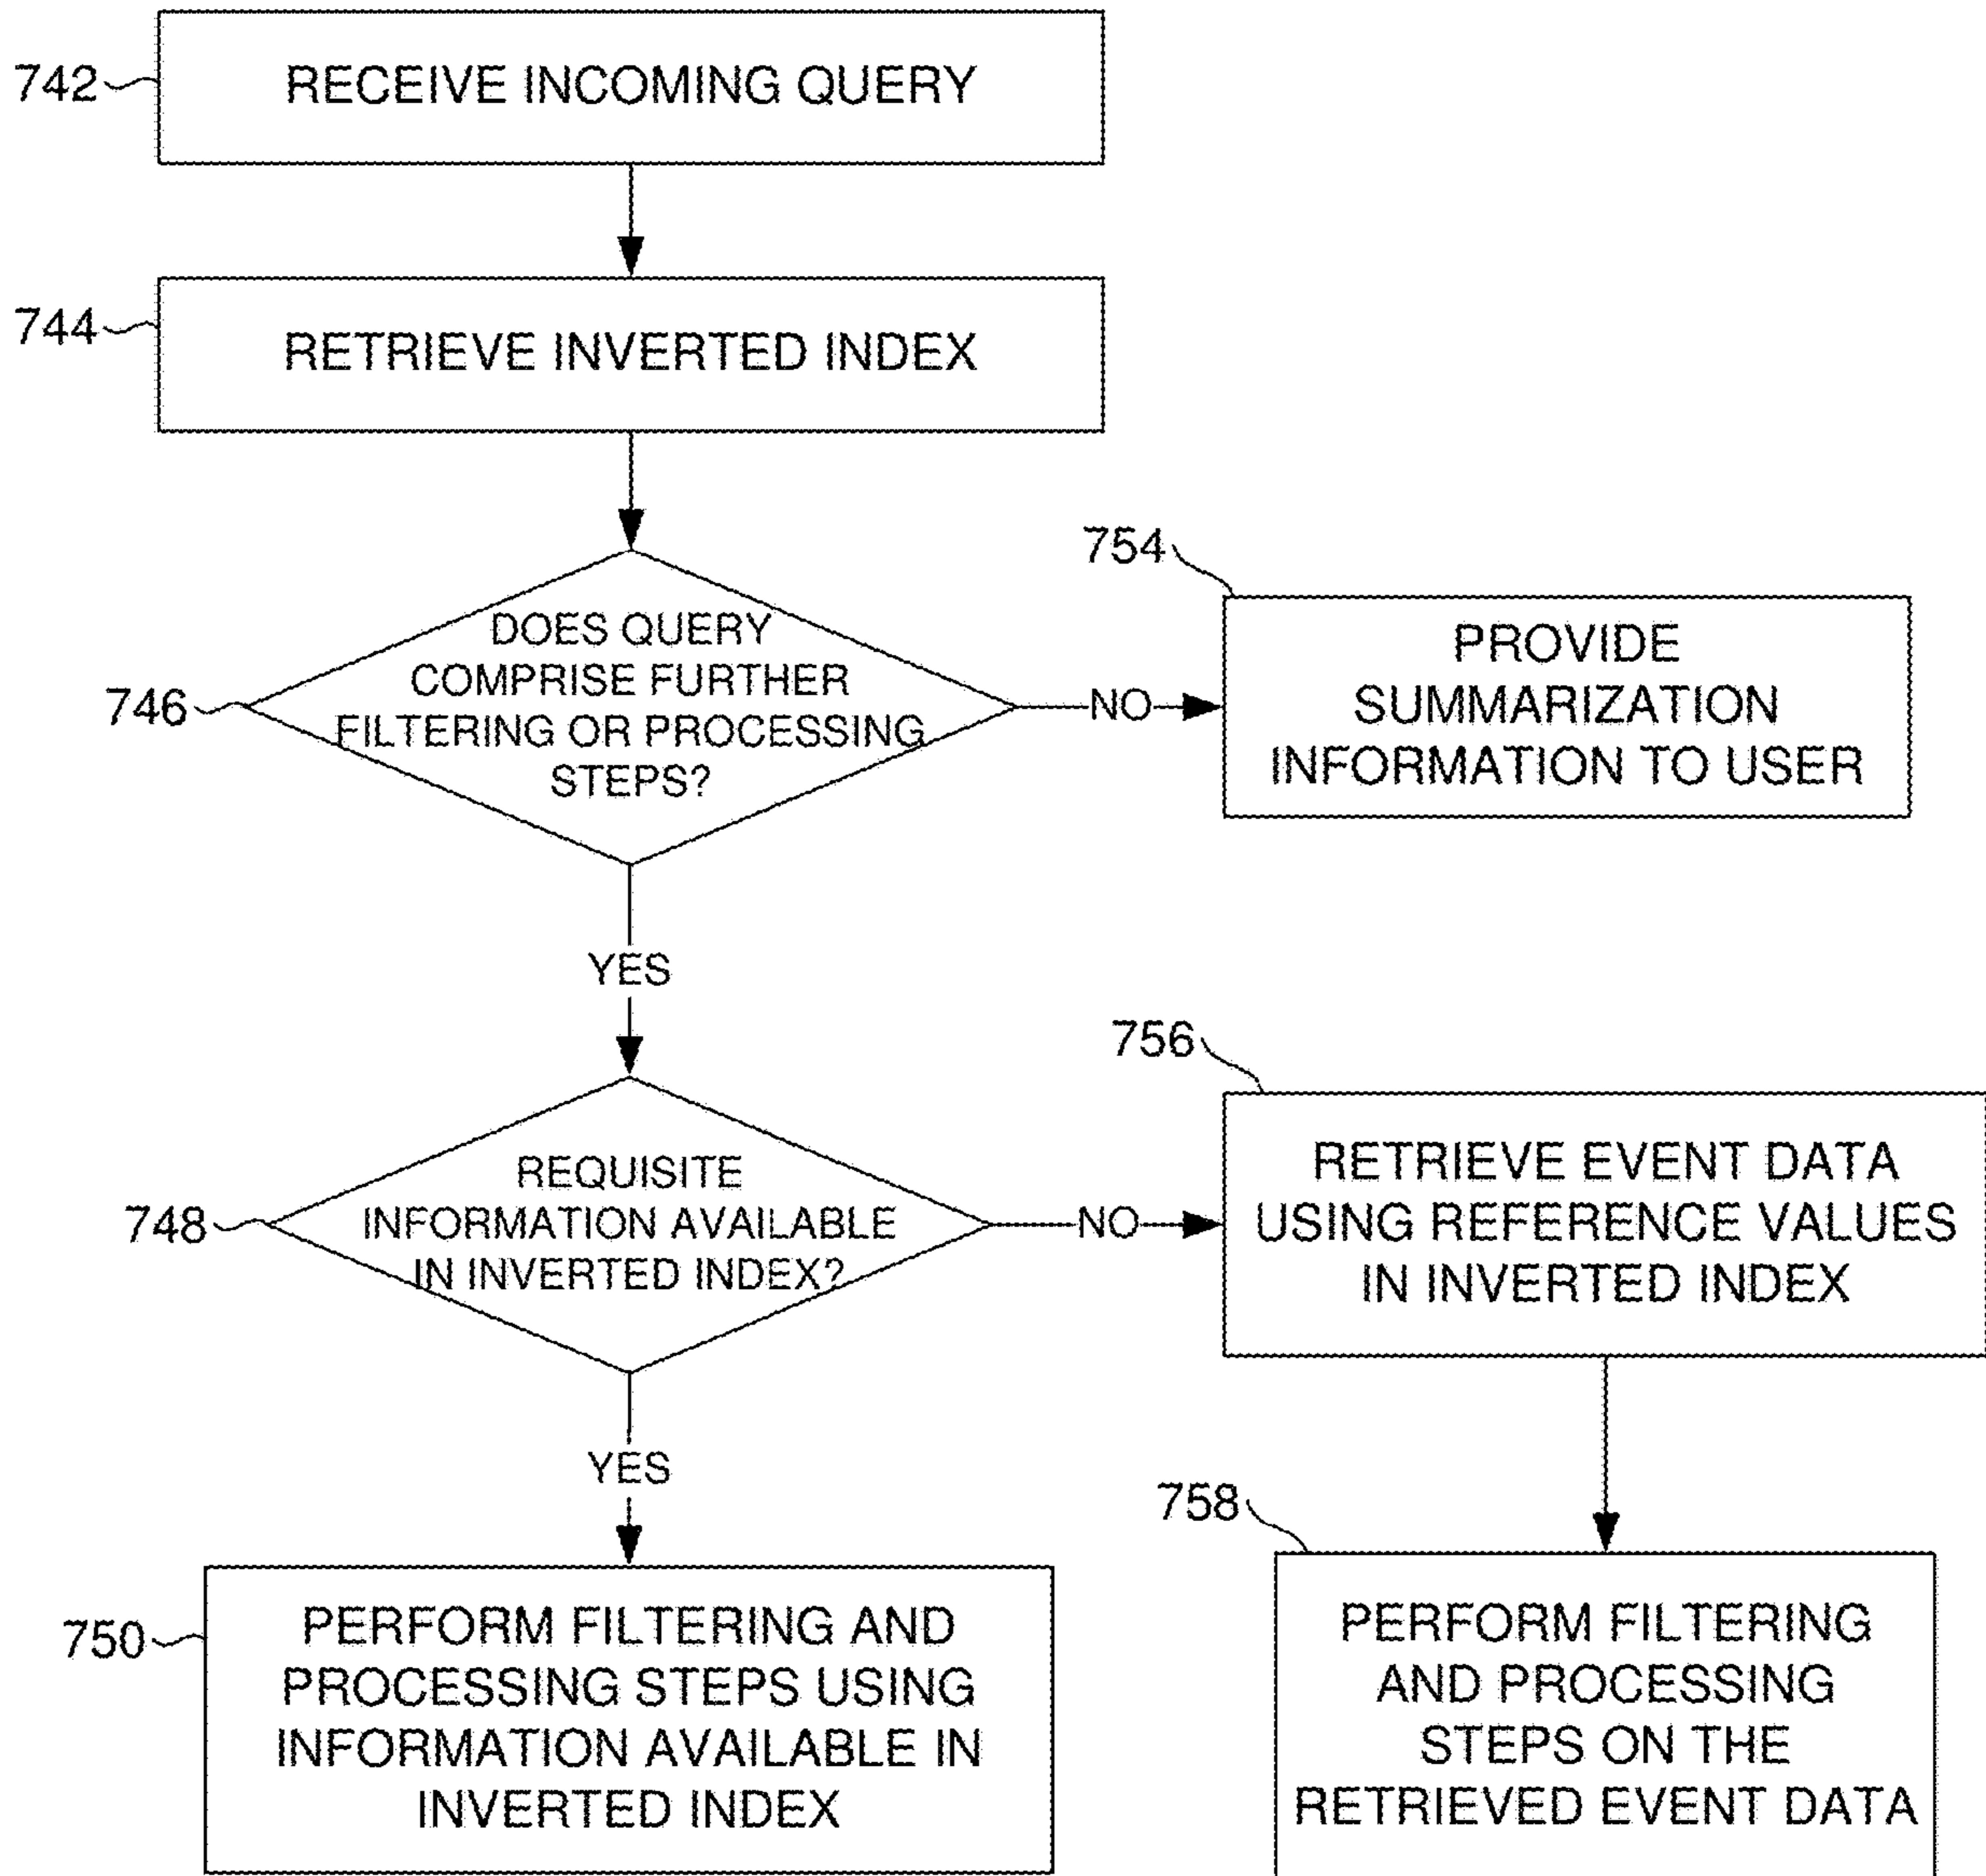 742
RECEIVE INCOMING QUERY
744
RETRIEVE INVERTED INDEX
746
DOES QUERY
COMPRISE FURTHER
FILTERING OR PROCESSING
STEPS?
NO
754
PROVIDE
SUMMARIZATION
INFORMATION TO USER
YES
748
REQUISITE
INFORMATION AVAILABLE
IN INVERTED INDEX?
NO
756
RETRIEVE EVENT DATA
USING REFERENCE VALUES
IN INVERTED INDEX
YES
750
PERFORM FILTERING AND
PROCESSING STEPS USING
INFORMATION AVAILABLE IN
INVERTED INDEX
758
PERFORM FILTERING
AND PROCESSING
STEPS ON THE
RETRIEVED EVENT DATA